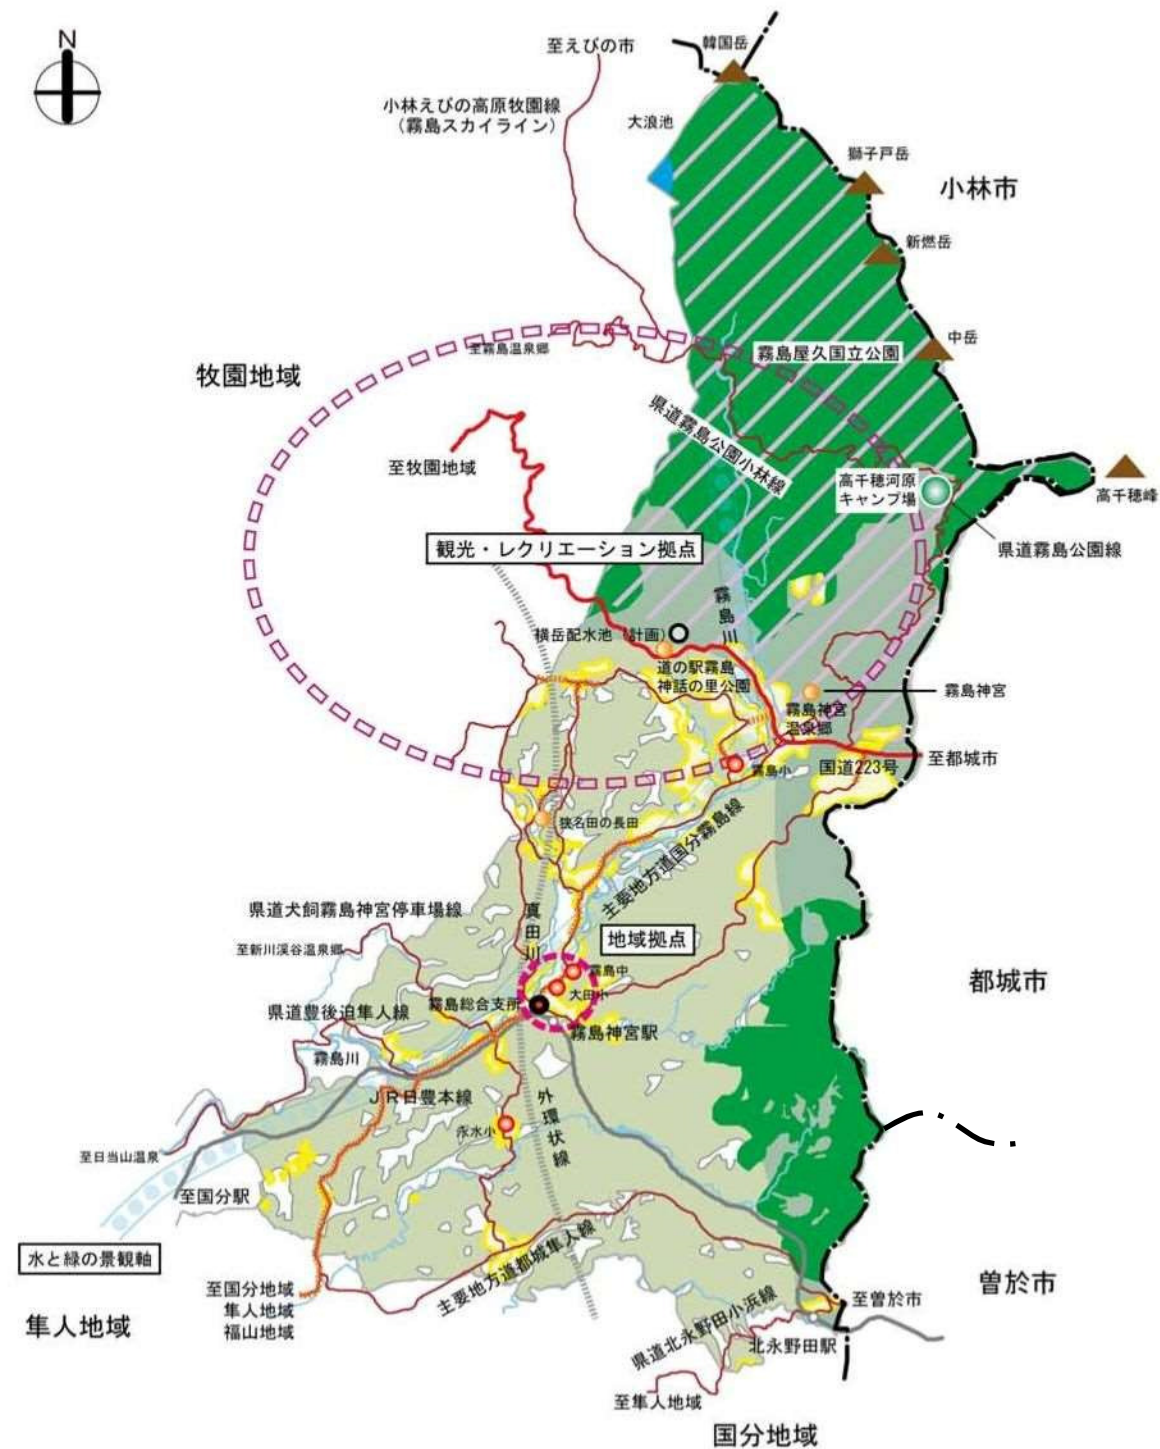 N
韓国岳
至えびの市
小林えびの高原牧園線
（霧島スカイライン）
大浪池
獅子戸岳
小林市
新燃岳
中岳
至霧島温泉郷
霧島屋久国立公園
牧園地域
県道霧島公園小林線
至牧園地域
高千穂河原
キャンプ場
高千穂峰
観光・レクリエーション拠点
県道霧島公園線
霧島川
横岳配水池（計画）
道の駅霧島
神話の里公園
霧島神宮
霧島神宮
温泉郷
至都城市
国道223号
霧島小
狭名田の長田
主要地方道国分霧島線
県道犬飼霧島神宮停車場線
真田川
地域拠点
至新川渓谷温泉郷
霧島中
大田小
都城市
霧島総合支所
県道豊後迫隼人線
霧島神宮駅
霧島川
JR日豊本線
外環状線
永水小
至日当山温泉
至国分駅
水と緑の景観軸
主要地方道都城隼人線
至国分地域
隼人地域
福山地域
曽於市
至曽於市
隼人地域
県道北永野田小浜線
北永野田駅
至隼人地域
国分地域